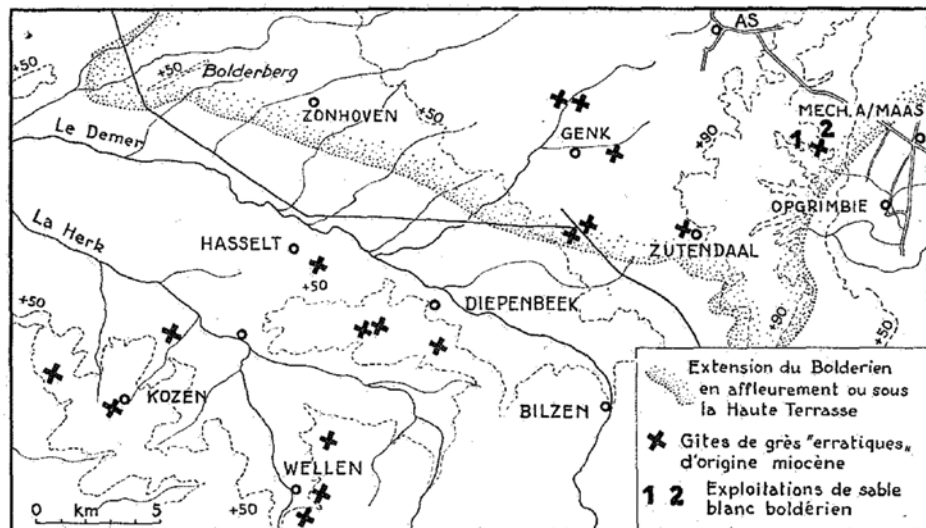 AS
+50
+50
Bolderberg
ZONHOVEN
+50
MECH. A/MAAS
1 2
GENK
Le Demer
+90
OPGRIMBIE
La Herk
HASSELT
ZUTENDAAL
+50
DIEPENBEEK
+50
+90
+50
KOZEN
BILZEN
WELLEN
+50
0 km 5
Extension du Bolderien
en affleurement ou sous
la Haute Terrasse
Gîtes de grès "erratiques„
d'origine miocène
1 2 Exploitations de sable
blanc boldérien